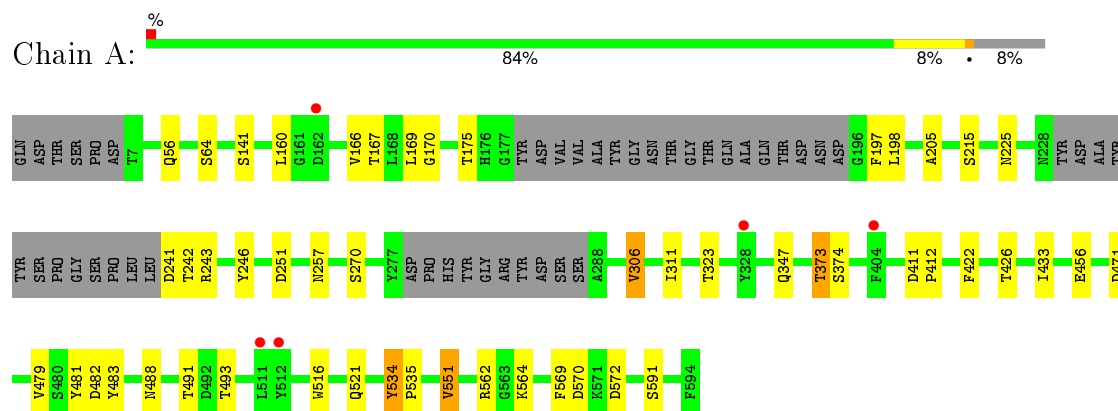 %
Chain A:
84% 8% • 8%
GLN ASP THR SER PRO ASP T7 Q56 S64 S141 L160 G161 D162 V166 T167 L168 L169 G170 T175 H176 G177 TYR ASP VAL VAL ALA TYR GLY ASN THR GLY THR GLN ALA GLN THR ASP ASN ASP G196 F197 L198 A205 S215 N225 N228 TYR ASP ALA TYR
TYR SER PRO GLY SER PRO LEU LEU D241 T242 R243 Y246 D251 N257 S270 Y277 ASP PRO HIS TYR GLY ARG TYR ASP SER SER A288 V306 I311 T323 Y328 Q347 T373 S374 F404 D411 P412 F422 T426 I433 E456
V479 S480 Y481 D482 Y483 N488 T491 D492 T493 L511 Y512 W516 Q521 Y534 P535 V551 R562 G563 K564 F569 D570 K571 D572 S591 F594